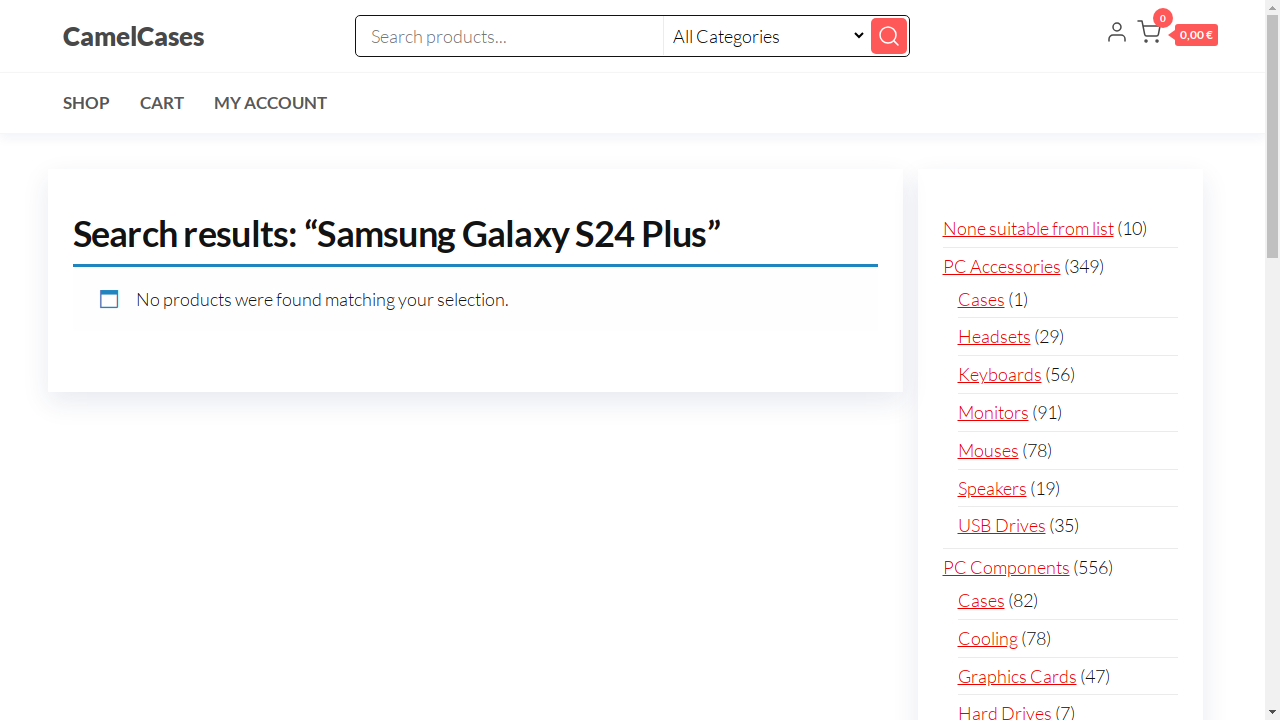 CamelCases
Search products...
All Categories
0
0,00 €
SHOP
CART
MY ACCOUNT
Search results: “Samsung Galaxy S24 Plus”
No products were found matching your selection.
None suitable from list (10)
PC Accessories (349)
Cases (1)
Headsets (29)
Keyboards (56)
Monitors (91)
Mouses (78)
Speakers (19)
USB Drives (35)
PC Components (556)
Cases (82)
Cooling (78)
Graphics Cards (47)
Hard Drives (7)